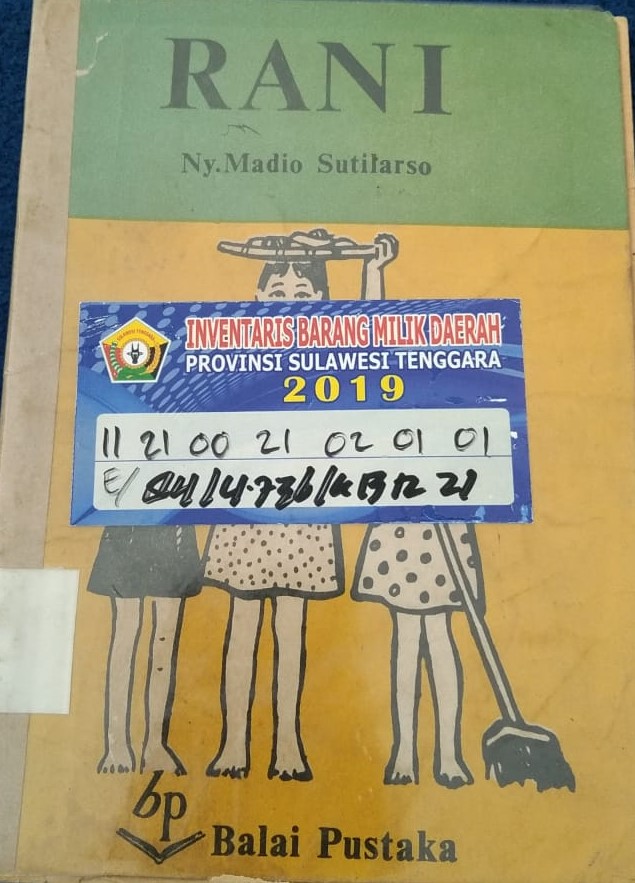 RANI
Ny.Madio Sutilarso
INVENTARIS BARANG MILIK DAERAH
PROVINSI SULAWESI TENGGARA
2019
11 21 00 21 02 01 01
E/
Balai Pustaka
bp